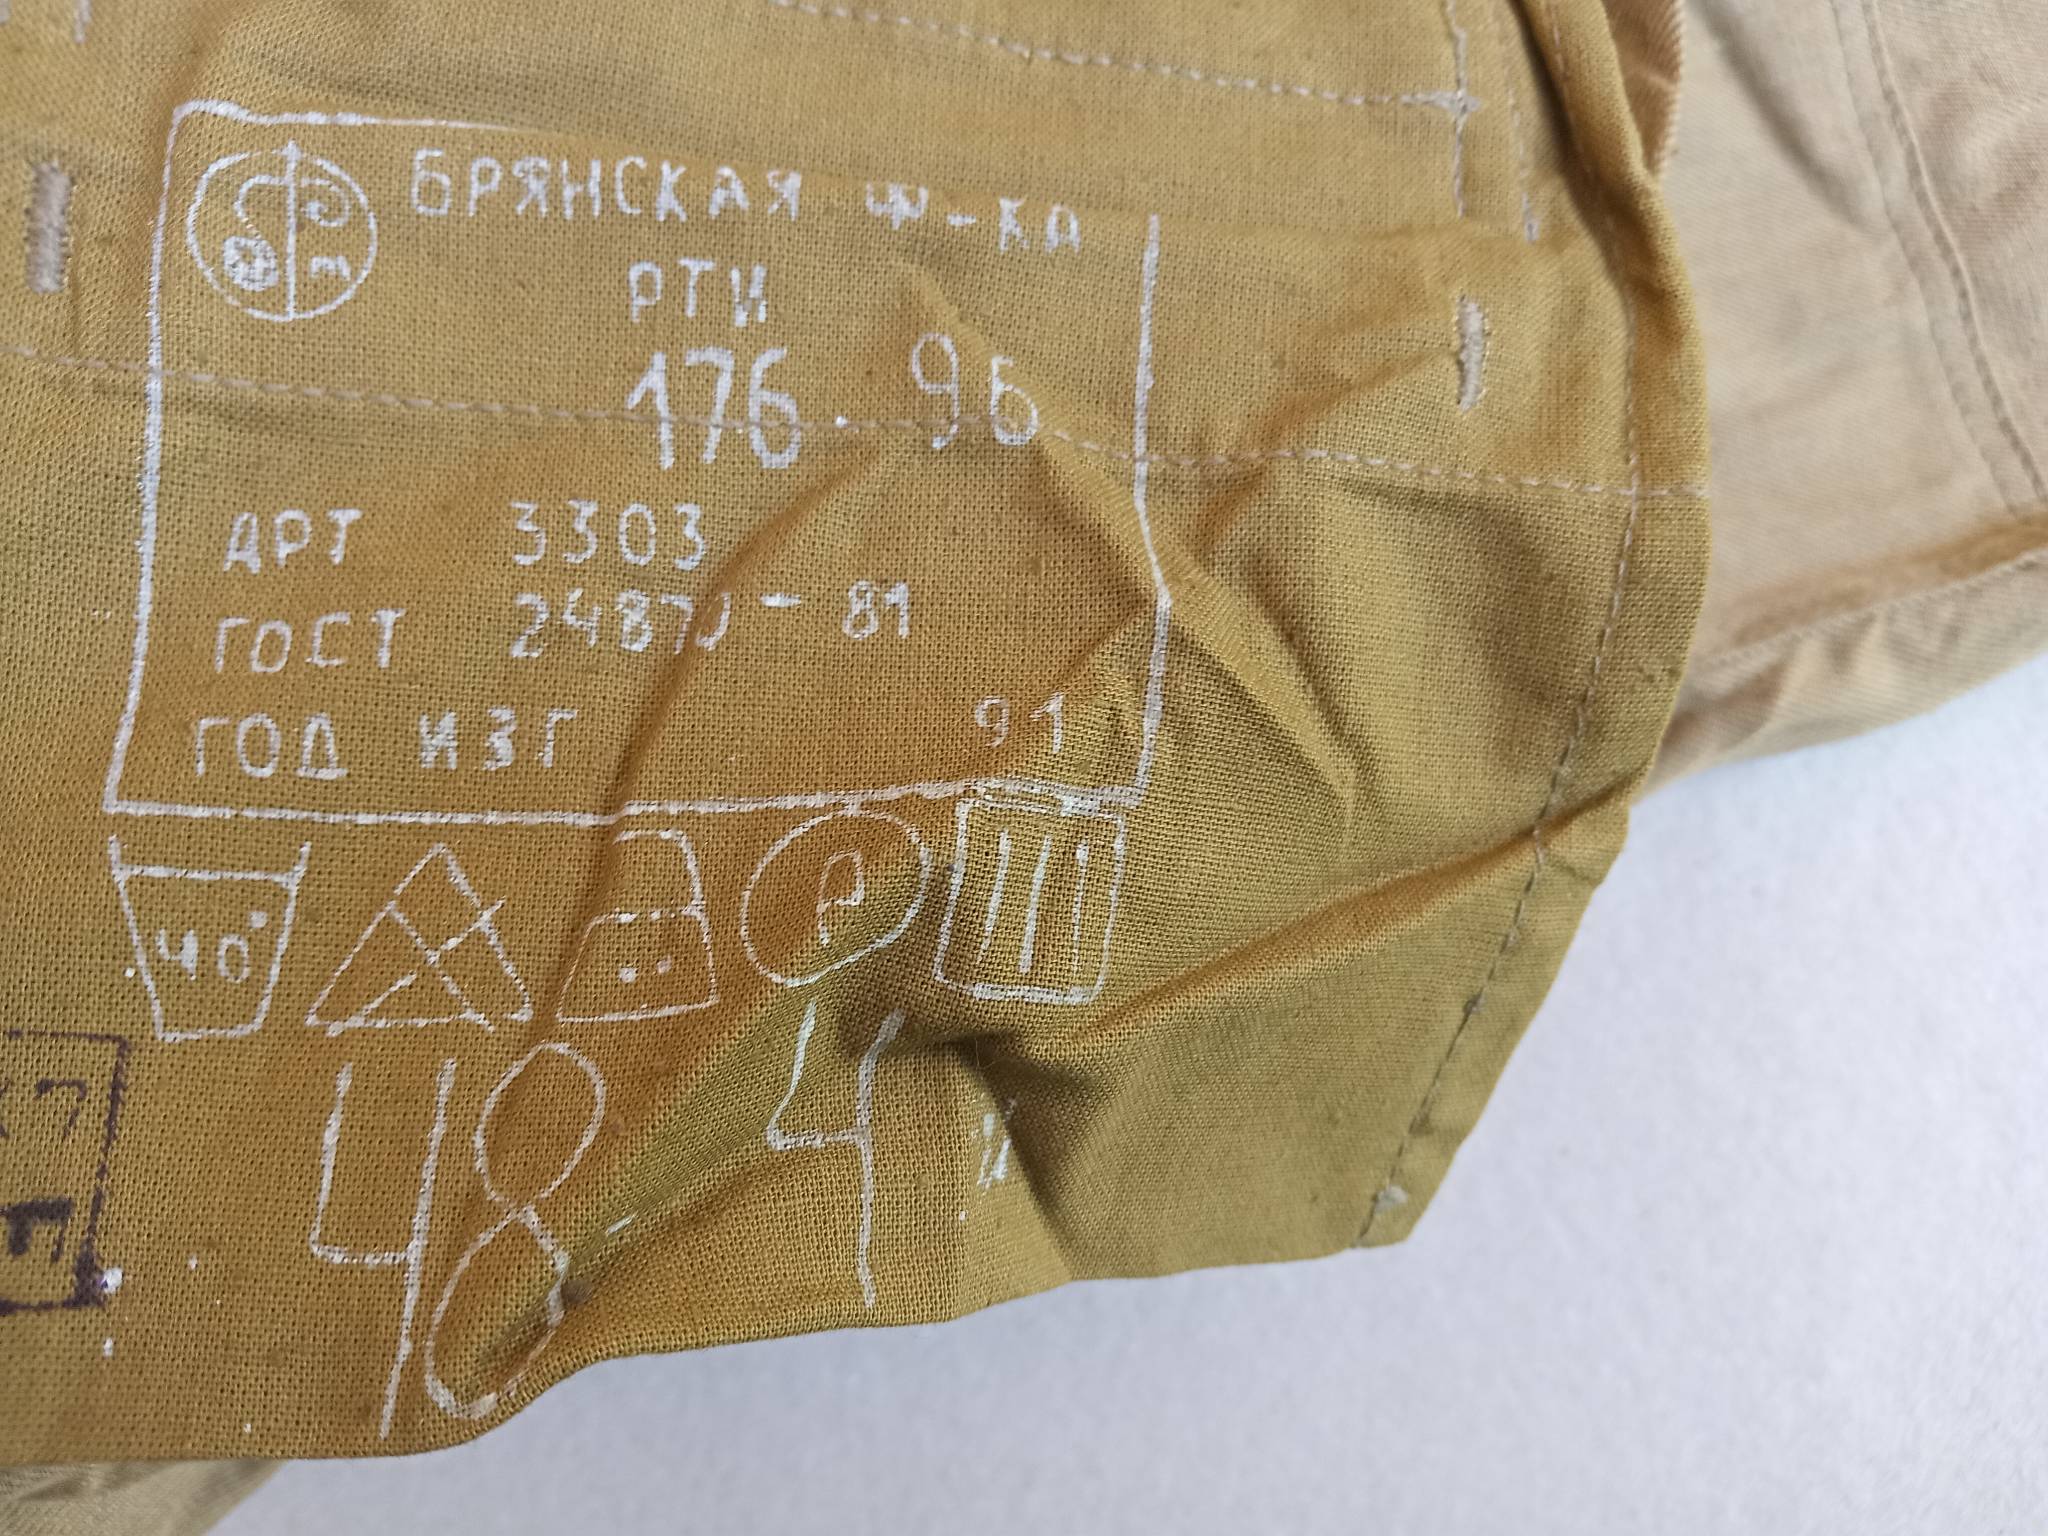 БРЯНСКАЯ Ф-КА
РТИ
176 . 96
АРТ 3303
ГОСТ 24870 - 81
ГОД ИЗГ 91
40°
Р
48 4